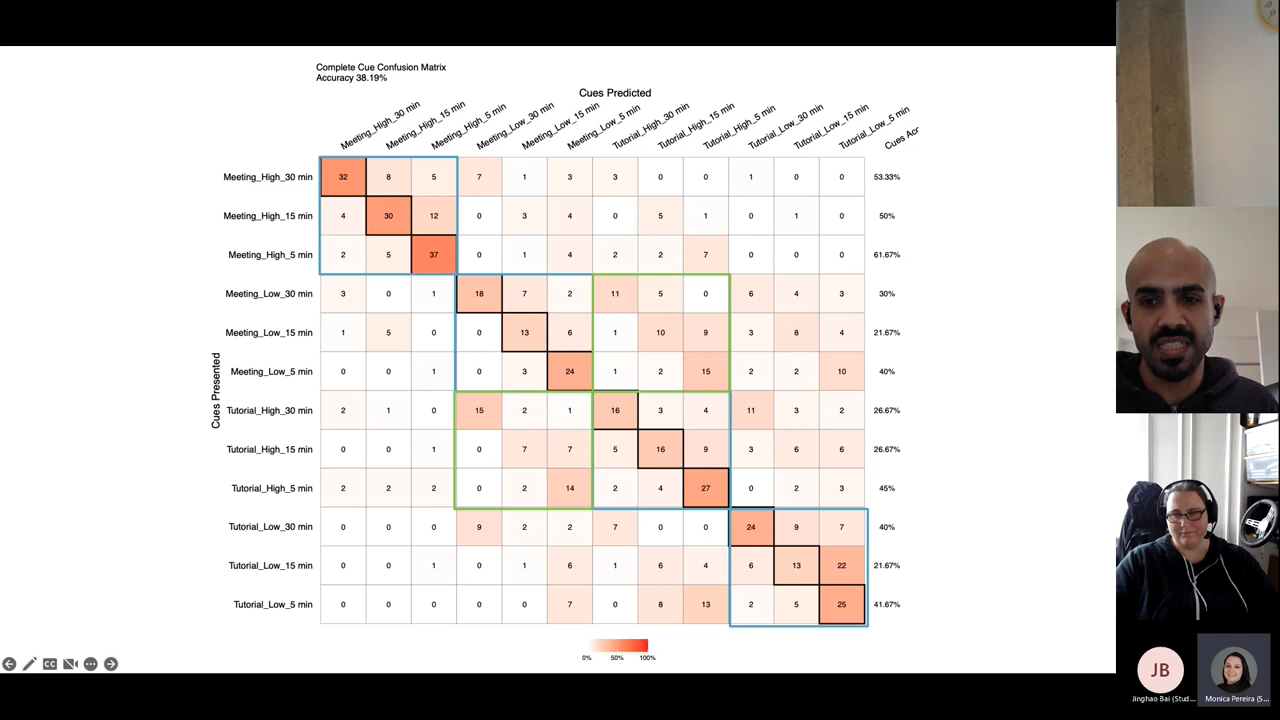 Complete Cue Confusion Matrix
Accuracy 38.19%
Cues Predicted
Meeting_High_30 min Meeting_High_15 min Meeting_High_5 min Meeting_Low_30 min Meeting_Low_15 min Meeting_Low_5 min Tutorial_High_30 min Tutorial_High_15 min Tutorial_High_5 min Tutorial_Low_30 min Tutorial_Low_15 min Tutorial_Low_5 min Cues Acc
Meeting_High_30 min 32 8 5 7 1 3 3 0 0 1 0 0 53.33%
Meeting_High_15 min 4 30 12 0 3 4 0 5 1 0 1 0 50%
Meeting_High_5 min 2 5 37 0 1 4 2 2 7 0 0 0 61.67%
Meeting_Low_30 min 3 0 1 18 7 2 11 5 0 6 4 3 30%
Meeting_Low_15 min 1 5 0 0 13 6 1 10 9 3 8 4 21.67%
Meeting_Low_5 min 0 0 1 0 3 24 1 2 15 2 2 10 40%
Cues Presented
Tutorial_High_30 min 2 1 0 15 2 1 16 3 4 11 3 2 26.67%
Tutorial_High_15 min 0 0 1 0 7 7 5 16 9 3 6 6 26.67%
Tutorial_High_5 min 2 2 2 0 2 14 2 4 27 0 2 3 45%
Tutorial_Low_30 min 0 0 0 9 2 2 7 0 0 24 9 7 40%
Tutorial_Low_15 min 0 0 1 0 1 6 1 6 4 6 13 22 21.67%
Tutorial_Low_5 min 0 0 0 0 0 7 0 8 13 2 5 25 41.67%
0% 50% 100%
CC
JB
Jinghao Bai (Stud...
Monica Pereira (S...